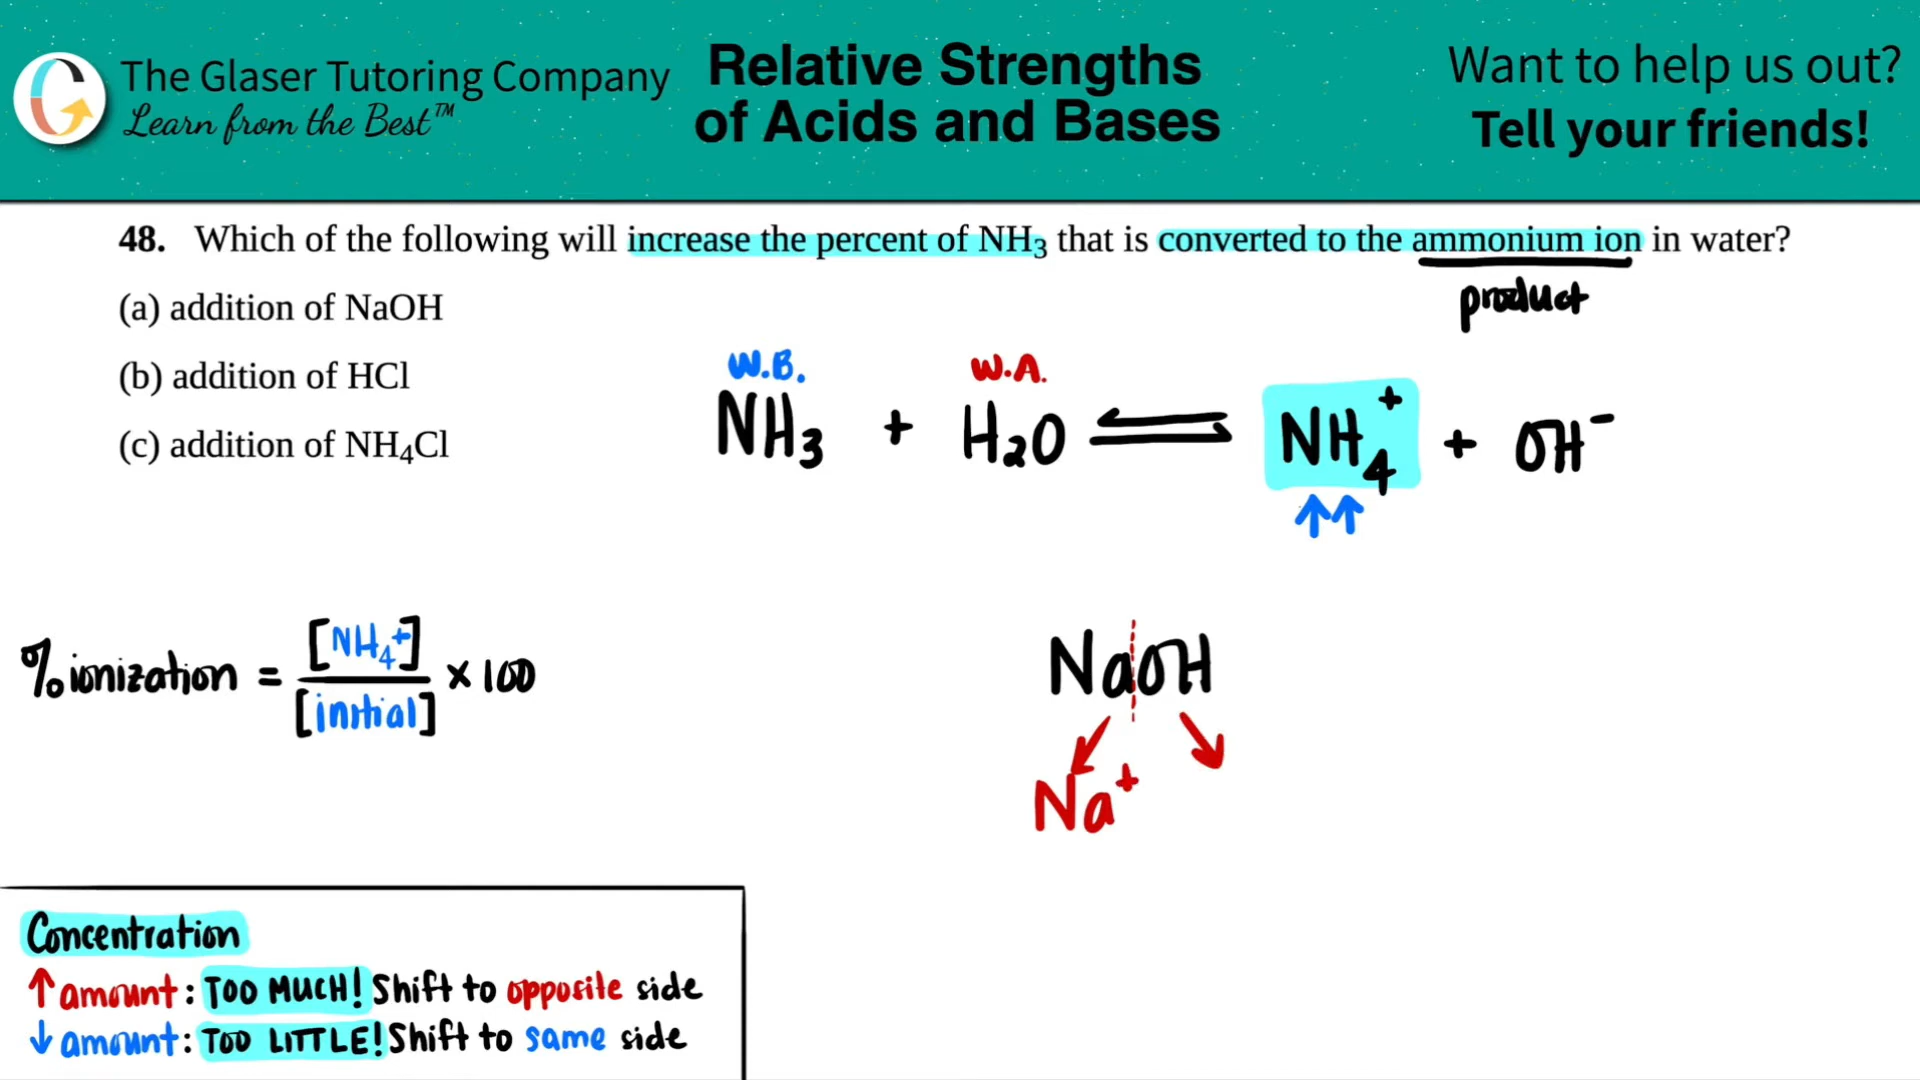 The Glaser Tutoring Company
Learn from the Best™
Relative Strengths
of Acids and Bases
Want to help us out?
Tell your friends!
48. Which of the following will increase the percent of NH₃ that is converted to the ammonium ion in water?
product
(a) addition of NaOH
(b) addition of HCl
(c) addition of NH₄Cl
W.B. W.A.
NH₃ + H₂O ⇌ NH₄⁺ + OH⁻
↑↑
% ionization = [NH₄⁺] / [initial] × 100
NaOH
Na⁺
Concentration
↑ amount: TOO MUCH! Shift to opposite side
↓ amount: TOO LITTLE! Shift to same side